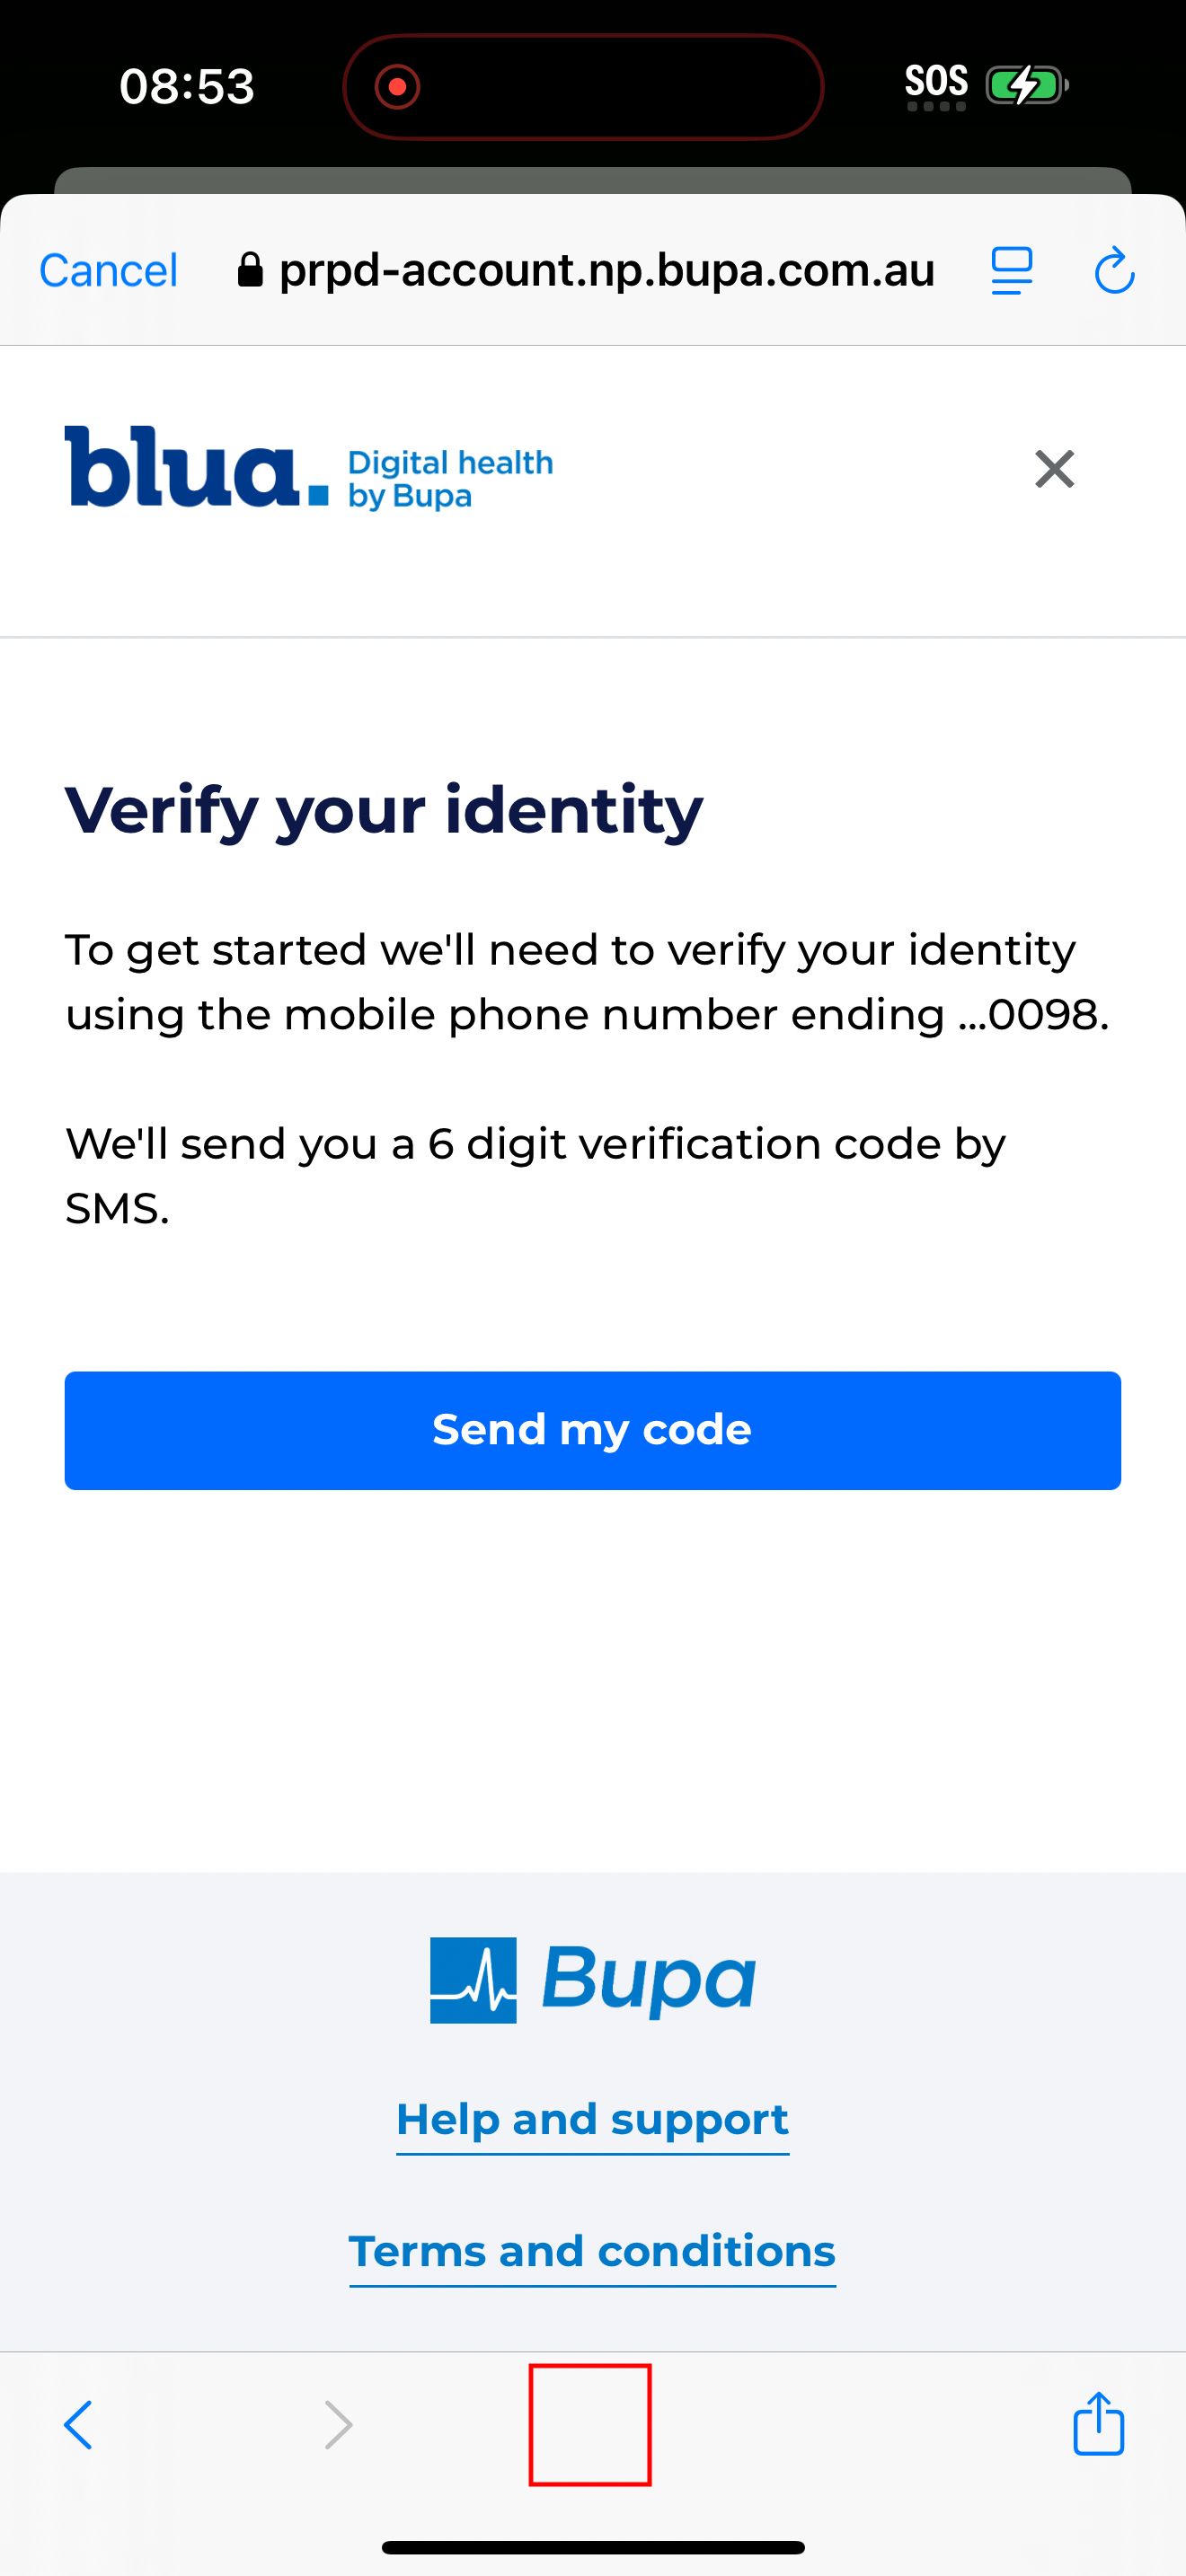 08:53
SOS
Cancel
prpd-account.np.bupa.com.au
blua.
Digital health
by Bupa
Verify your identity
To get started we'll need to verify your identity
using the mobile phone number ending ...0098.
We'll send you a 6 digit verification code by
SMS.
Send my code
Bupa
Help and support
Terms and conditions